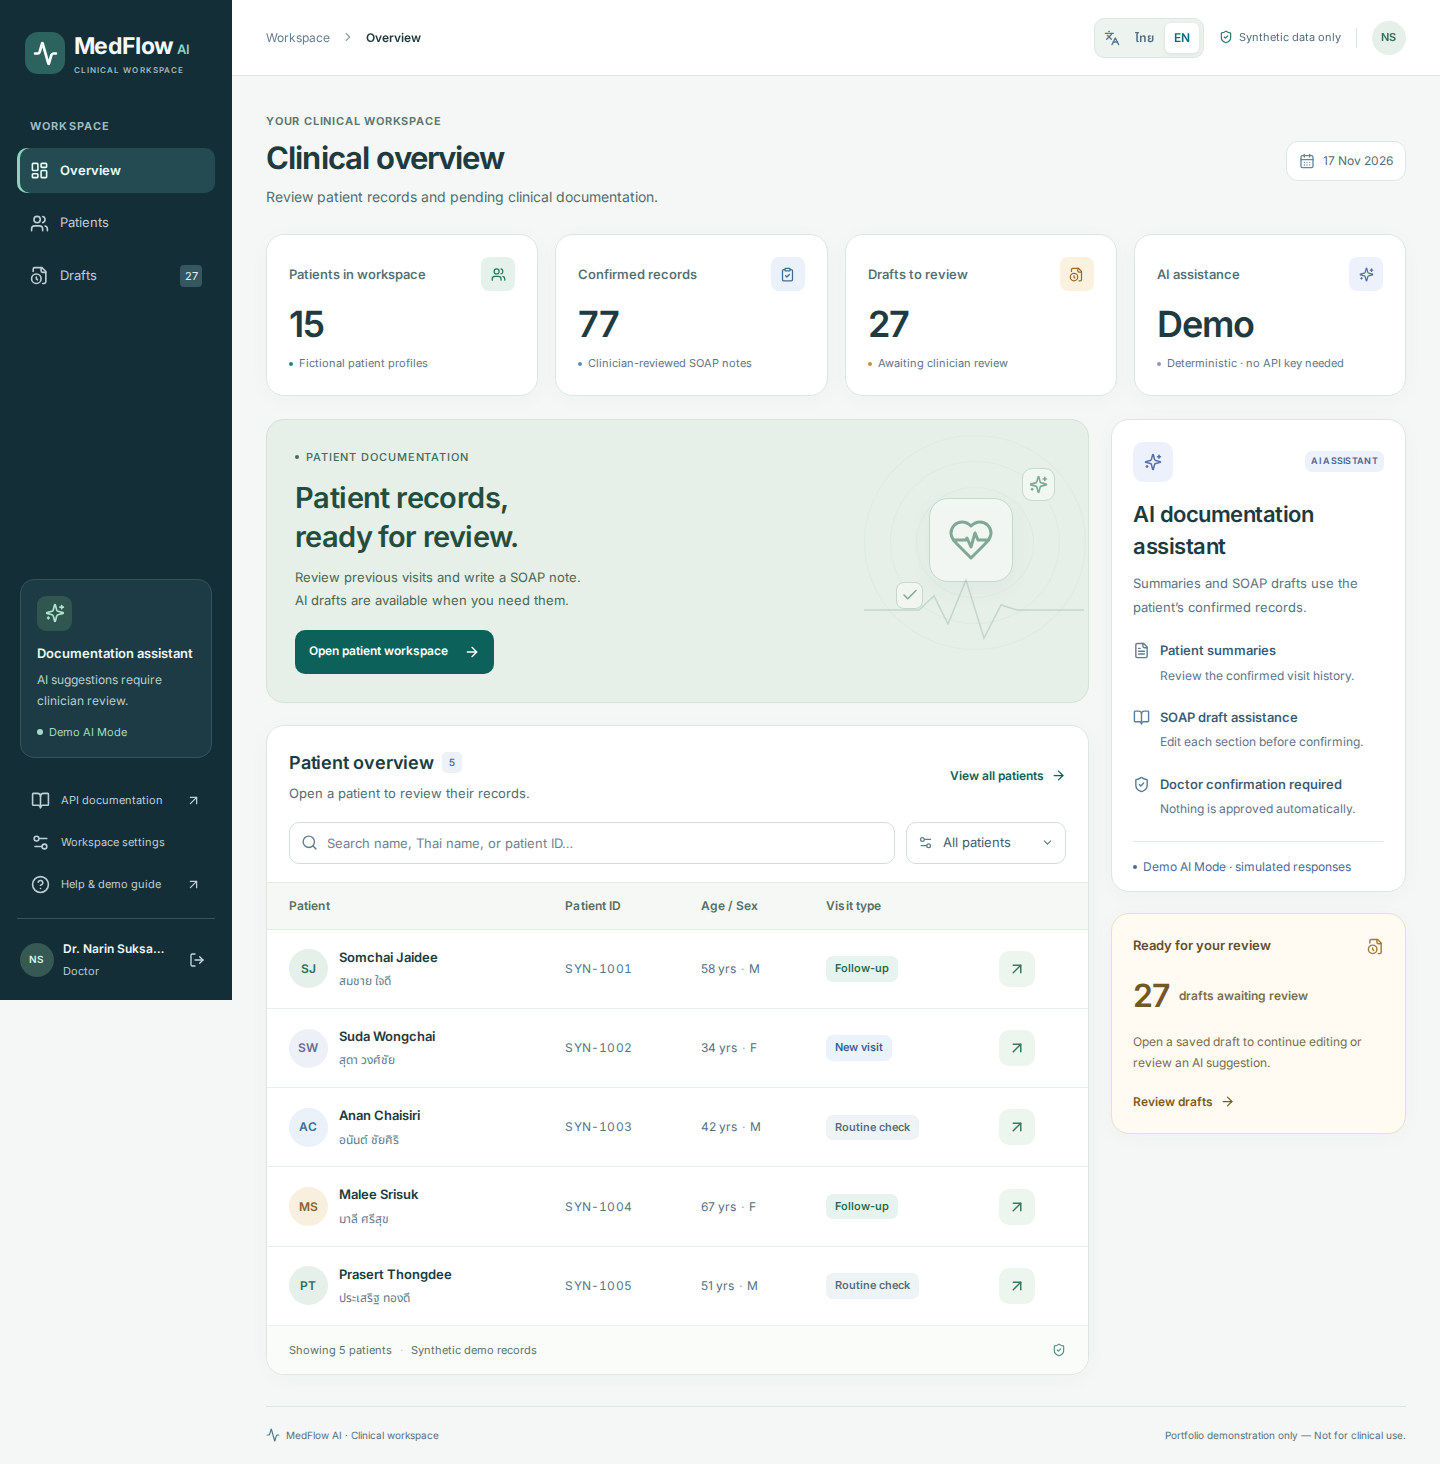 MedFlow AI
CLINICAL WORKSPACE
WORKSPACE
Overview
Patients
Drafts 27
Documentation assistant
AI suggestions require
clinician review.
Demo AI Mode
API documentation
Workspace settings
Help & demo guide
NS
Dr. Narin Suksa...
Doctor
Workspace > Overview
ไทย EN
Synthetic data only
NS
YOUR CLINICAL WORKSPACE
Clinical overview
Review patient records and pending clinical documentation.
17 Nov 2026
Patients in workspace
15
Fictional patient profiles
Confirmed records
77
Clinician-reviewed SOAP notes
Drafts to review
27
Awaiting clinician review
AI assistance
Demo
Deterministic · no API key needed
PATIENT DOCUMENTATION
Patient records,
ready for review.
Review previous visits and write a SOAP note.
AI drafts are available when you need them.
Open patient workspace
AI ASSISTANT
AI documentation
assistant
Summaries and SOAP drafts use the
patient's confirmed records.
Patient summaries
Review the confirmed visit history.
SOAP draft assistance
Edit each section before confirming.
Doctor confirmation required
Nothing is approved automatically.
Demo AI Mode · simulated responses
Patient overview 5
Open a patient to review their records.
View all patients
Search name, Thai name, or patient ID...
All patients
Patient Patient ID Age / Sex Visit type
SJ Somchai Jaidee SYN-1001 58 yrs · M Follow-up
สมชาย ใจดี
SW Suda Wongchai SYN-1002 34 yrs · F New visit
สุดา วงศ์ชัย
AC Anan Chaisiri SYN-1003 42 yrs · M Routine check
อนันต์ ชัยศิริ
MS Malee Srisuk SYN-1004 67 yrs · F Follow-up
มาลี ศรีสุข
PT Prasert Thongdee SYN-1005 51 yrs · M Routine check
ประเสริฐ ทองดี
Showing 5 patients · Synthetic demo records
Ready for your review
27 drafts awaiting review
Open a saved draft to continue editing or
review an AI suggestion.
Review drafts
MedFlow AI · Clinical workspace
Portfolio demonstration only — Not for clinical use.